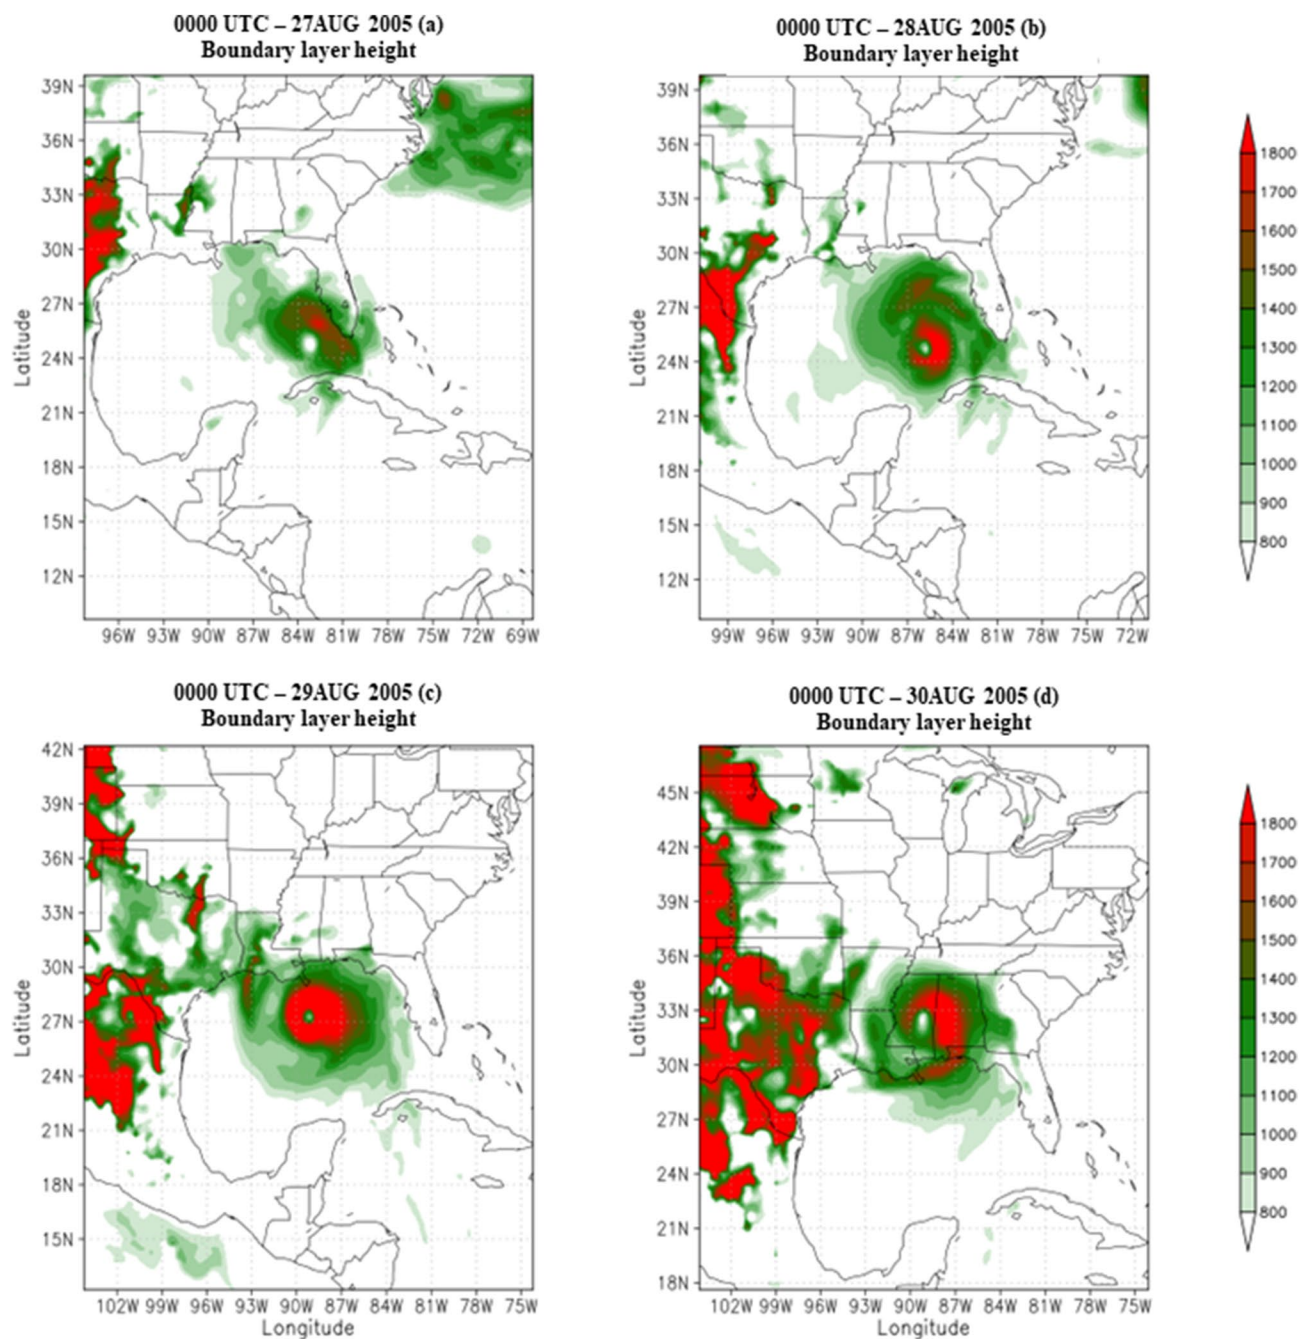 0000 UTC – 27AUG 2005 (a)
Boundary layer height
0000 UTC – 28AUG 2005 (b)
Boundary layer height
39N
36N
33N
30N
27N
24N
21N
18N
15N
12N
Latitude
96W 93W 90W 87W 84W 81W 78W 75W 72W 69W
39N
36N
33N
30N
27N
24N
21N
18N
15N
12N
Latitude
99W 96W 93W 90W 87W 84W 81W 78W 75W 72W
1800
1700
1600
1500
1400
1300
1200
1100
1000
900
800
0000 UTC – 29AUG 2005 (c)
Boundary layer height
0000 UTC – 30AUG 2005 (d)
Boundary layer height
42N
39N
36N
33N
30N
27N
24N
21N
18N
15N
Latitude
102W 99W 96W 93W 90W 87W 84W 81W 78W 75W
Longitude
45N
42N
39N
36N
33N
30N
27N
24N
21N
18N
Latitude
102W 99W 96W 93W 90W 87W 84W 81W 78W 75W
Longitude
1800
1700
1600
1500
1400
1300
1200
1100
1000
900
800